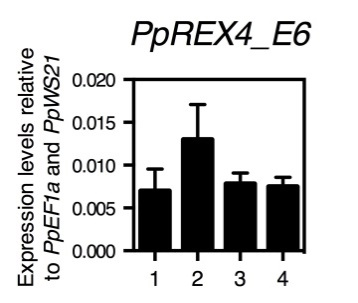 PpREX4_E6
Expression levels relative
to PpEF1a and PpWS21
0.020
0.015
0.010
0.005
0.000
1 2 3 4